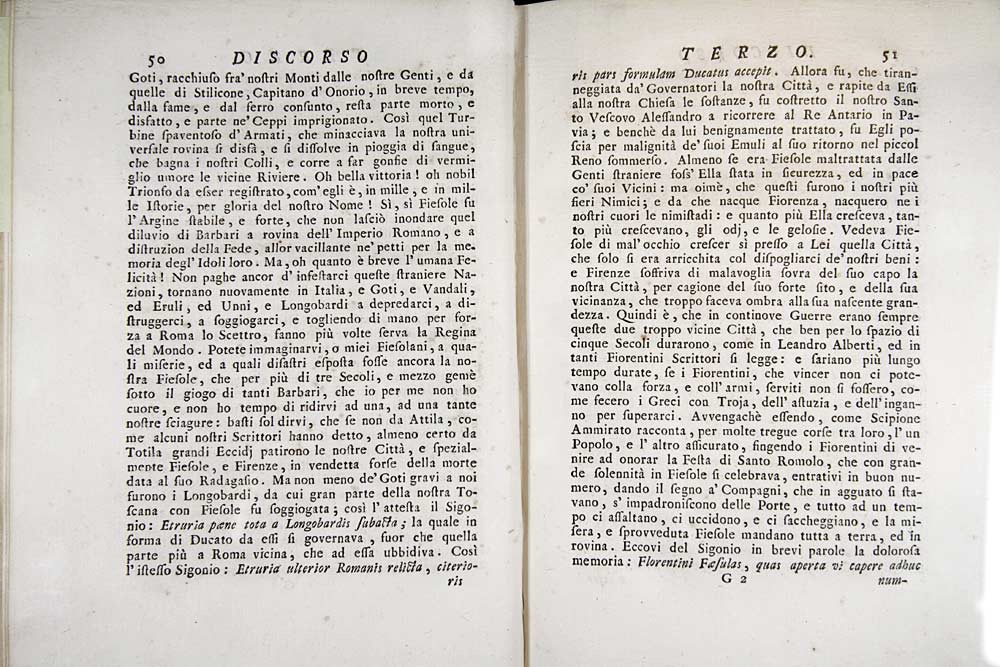 50 DISCORSO
Goti, racchiuſo fra' noſtri Monti dalle noſtre Genti, e da
quelle di Stilicone, Capitano d'Onorio, in breve tempo,
dalla fame, e dal ferro conſunto, reſta parte morto, e
disfatto, e parte ne' Ceppi imprigionato. Così quel Tur-
bine ſpaventoſo d'Armati, che minacciava la noſtra uni-
verſale rovina ſi disfà, e ſi diſſolve in pioggia di ſangue,
che bagna i noſtri Colli, e corre a far gonfie di vermi-
glio umore le vicine Riviere. Oh bella vittoria! oh nobil
Trionfo da eſſer regiſtrato, com'egli è, in mille, e in mil-
le Iſtorie, per gloria del noſtro Nome! Sì, sì Fieſole fu
l'Argine ſtabile, e forte, che non laſciò inondare quel
diluvio di Barbari a rovina dell'Imperio Romano, e a
diſtruzion della Fede, allor vacillante ne' petti per la me-
moria degl'Idoli loro. Ma, oh quanto è breve l'umana Fe-
licità! Non paghe ancor d'infeſtarci queſte ſtraniere Na-
zioni, tornano nuovamente in Italia, e Goti, e Vandali,
ed Eruli, ed Unni, e Longobardi a depredarci, a di-
ſtruggerci, a ſoggiogarci, e togliendo di mano per for-
za a Roma lo Scettro, fanno più volte ſerva la Regina
del Mondo. Potete immaginarvi, o miei Fieſolani, a qua-
li miſerie, ed a quali diſaſtri eſpoſta foſſe ancora la no-
ſtra Fieſole, che per più di tre Secoli, e mezzo gemè
ſotto il giogo di tanti Barbari, che io per me non ho
cuore, e non ho tempo di ridirvi ad una, ad una tante
noſtre ſciagure: baſti ſol dirvi, che ſe non da Attila, co-
me alcuni noſtri Scrittori hanno detto, almeno certo da
Totila grandi Eccidj patirono le noſtre Città, e ſpezial-
mente Fieſole, e Firenze, in vendetta forſe della morte
data al ſuo Radagaſio. Ma non meno de' Goti gravi a noi
furono i Longobardi, da cui gran parte della noſtra To-
ſcana con Fieſole fu ſoggiogata; così l'atteſta il Sigo-
nio: Etruria pæne tota a Longobardis ſubacta; la quale in
forma di Ducato da eſſi ſi governava, fuor che quella
parte più a Roma vicina, che ad eſſa ubbidiva. Così
l'iſteſſo Sigonio: Etruria ulterior Romanis relicta, citerio-
ris
TERZO. 51
ris pars formulam Ducatus accepit. Allora fu, che tiran-
neggiata da' Governatori la noſtra Città, e rapite da Eſſi
alla noſtra Chieſa le ſoſtanze, fu coſtretto il noſtro San-
to Veſcovo Aleſſandro a ricorrere al Re Antario in Pa-
via; e benchè da lui benignamente trattato, fu Egli po-
ſcia per malignità de' ſuoi Emuli al ſuo ritorno nel piccol
Reno ſommerſo. Almeno ſe era Fieſole maltrattata dalle
Genti ſtraniere foſs'Ella ſtata in ſicurezza, ed in pace
co' ſuoi Vicini: ma oimè, che queſti furono i noſtri più
fieri Nimici; e da che nacque Fiorenza, nacquero ne i
noſtri cuori le nimiſtadi: e quanto più Ella creſceva, tan-
to più creſcevano, gli odj, e le geloſie. Vedeva Fie-
ſole di mal'occhio creſcer sì preſſo a Lei quella Città,
che ſolo ſi era arricchita col diſpogliarci de' noſtri beni:
e Firenze ſoffriva di malavoglia ſovra del ſuo capo la
noſtra Città, per cagione del ſuo forte ſito, e della ſua
vicinanza, che troppo faceva ombra alla sua naſcente gran-
dezza. Quindi è, che in continove Guerre erano ſempre
queſte due troppo vicine Città, che ben per lo ſpazio di
cinque Secoli durarono, come in Leandro Alberti, ed in
tanti Fiorentini Scrittori ſi legge: e ſariano più lungo
tempo durate, ſe i Fiorentini, che vincer non ci pote-
vano colla forza, e coll'armi, ſerviti non ſi foſſero, co-
me fecero i Greci con Troja, dell'aſtuzia, e dell'ingan-
no per ſuperarci. Avvengachè eſſendo, come Scipione
Ammirato racconta, per molte tregue corſe tra loro, l'un
Popolo, e l'altro aſſicurato, fingendo i Fiorentini di ve-
nire ad onorar la Feſta di Santo Romolo, che con gran-
de ſolennità in Fieſole ſi celebrava, entrativi in buon nu-
mero, dando il ſegno a' Compagni, che in agguato ſi ſta-
vano, s'impadroniſcono delle Porte, e tutto ad un tem-
po ci aſſaltano, ci uccidono, e ci ſaccheggiano, e la mi-
ſera, e ſprovveduta Fieſole mandano tutta a terra, ed in
rovina. Eccovi del Sigonio in brevi parole la doloroſa
memoria: Florentini Fæſulas, quas aperta vi capere adhuc
G 2 num-